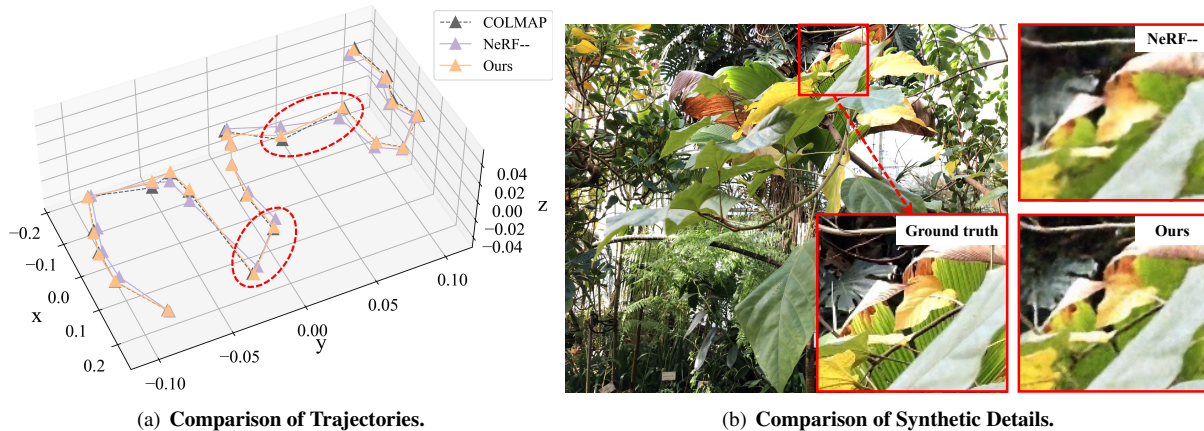 COLMAP
NeRF--
Ours
0.04
0.02
0.00
−0.02
−0.04
z
−0.2
−0.1
0.0
0.1
0.2
x
−0.10
−0.05
0.00
0.05
0.10
y
(a) Comparison of Trajectories.
NeRF--
Ground truth
Ours
(b) Comparison of Synthetic Details.